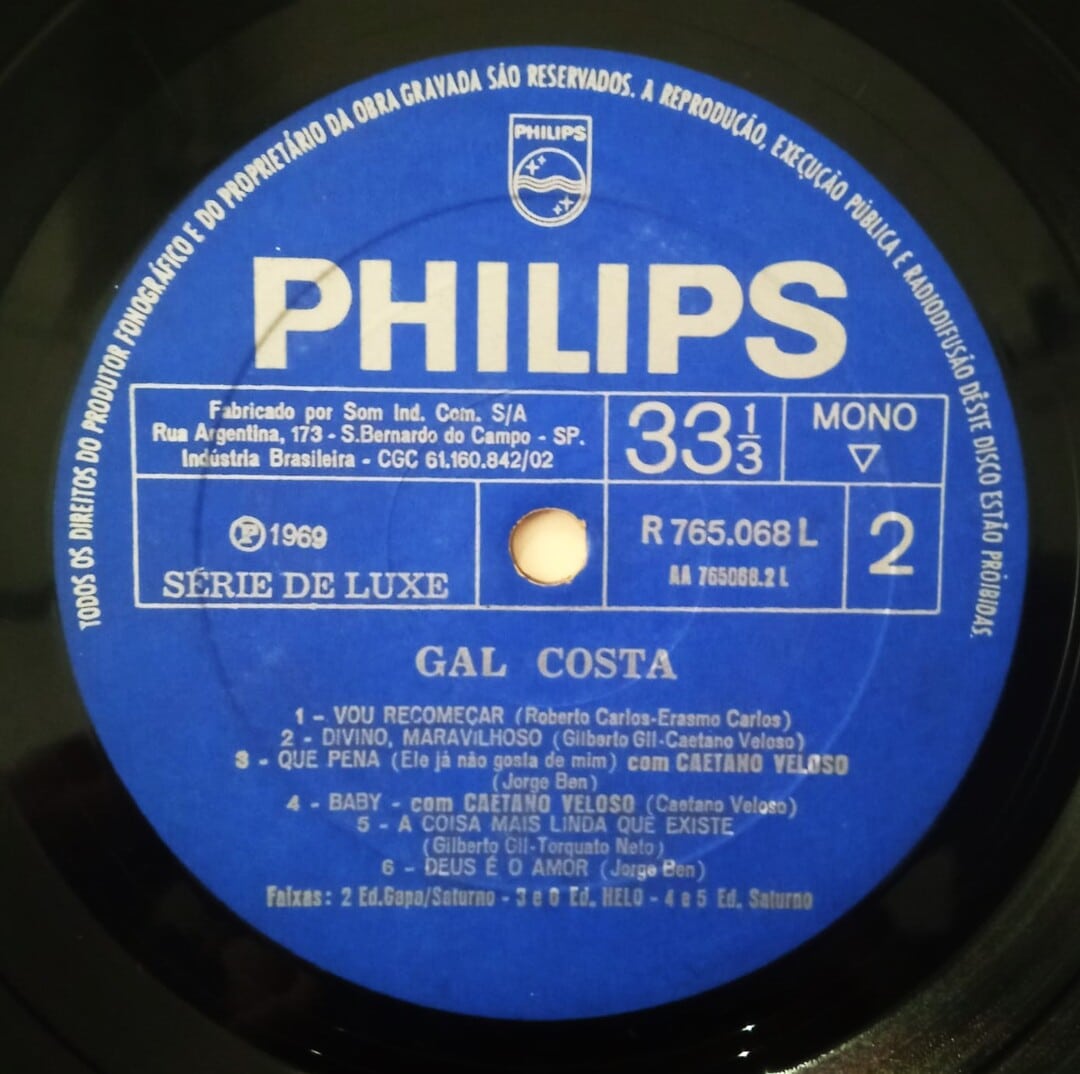 TODOS OS DIREITOS DO PRODUTOR FONOGRÁFICO E DO PROPRIETÁRIO DA OBRA GRAVADA SÃO RESERVADOS. A REPRODUÇÃO, EXECUÇÃO PÚBLICA E RADIODIFUSÃO DÊSTE DISCO ESTÃO PROIBIDAS.
PHILIPS
PHILIPS
Fabricado por Som Ind. Com. S/A
Rua Argentina, 173 - S.Bernardo do Campo - SP.
Indústria Brasileira - CGC 61.160.842/02
33 1/3
MONO
℗ 1969
SÉRIE DE LUXE
R 765.068 L
AA 765068.2 L
2
GAL COSTA
1 - VOU RECOMEÇAR (Roberto Carlos-Erasmo Carlos)
2 - DIVINO, MARAVILHOSO (Gilberto Gil-Caetano Veloso)
3 - QUE PENA (Ele já não gosta de mim) com CAETANO VELOSO
(Jorge Ben)
4 - BABY - com CAETANO VELOSO (Caetano Veloso)
5 - A COISA MAIS LINDA QUE EXISTE
(Gilberto Gil-Torquato Neto)
6 - DEUS É O AMOR (Jorge Ben)
Faixas: 2 Ed.Gapa/Saturno - 3 e 6 Ed. HELO - 4 e 5 Ed. Saturno